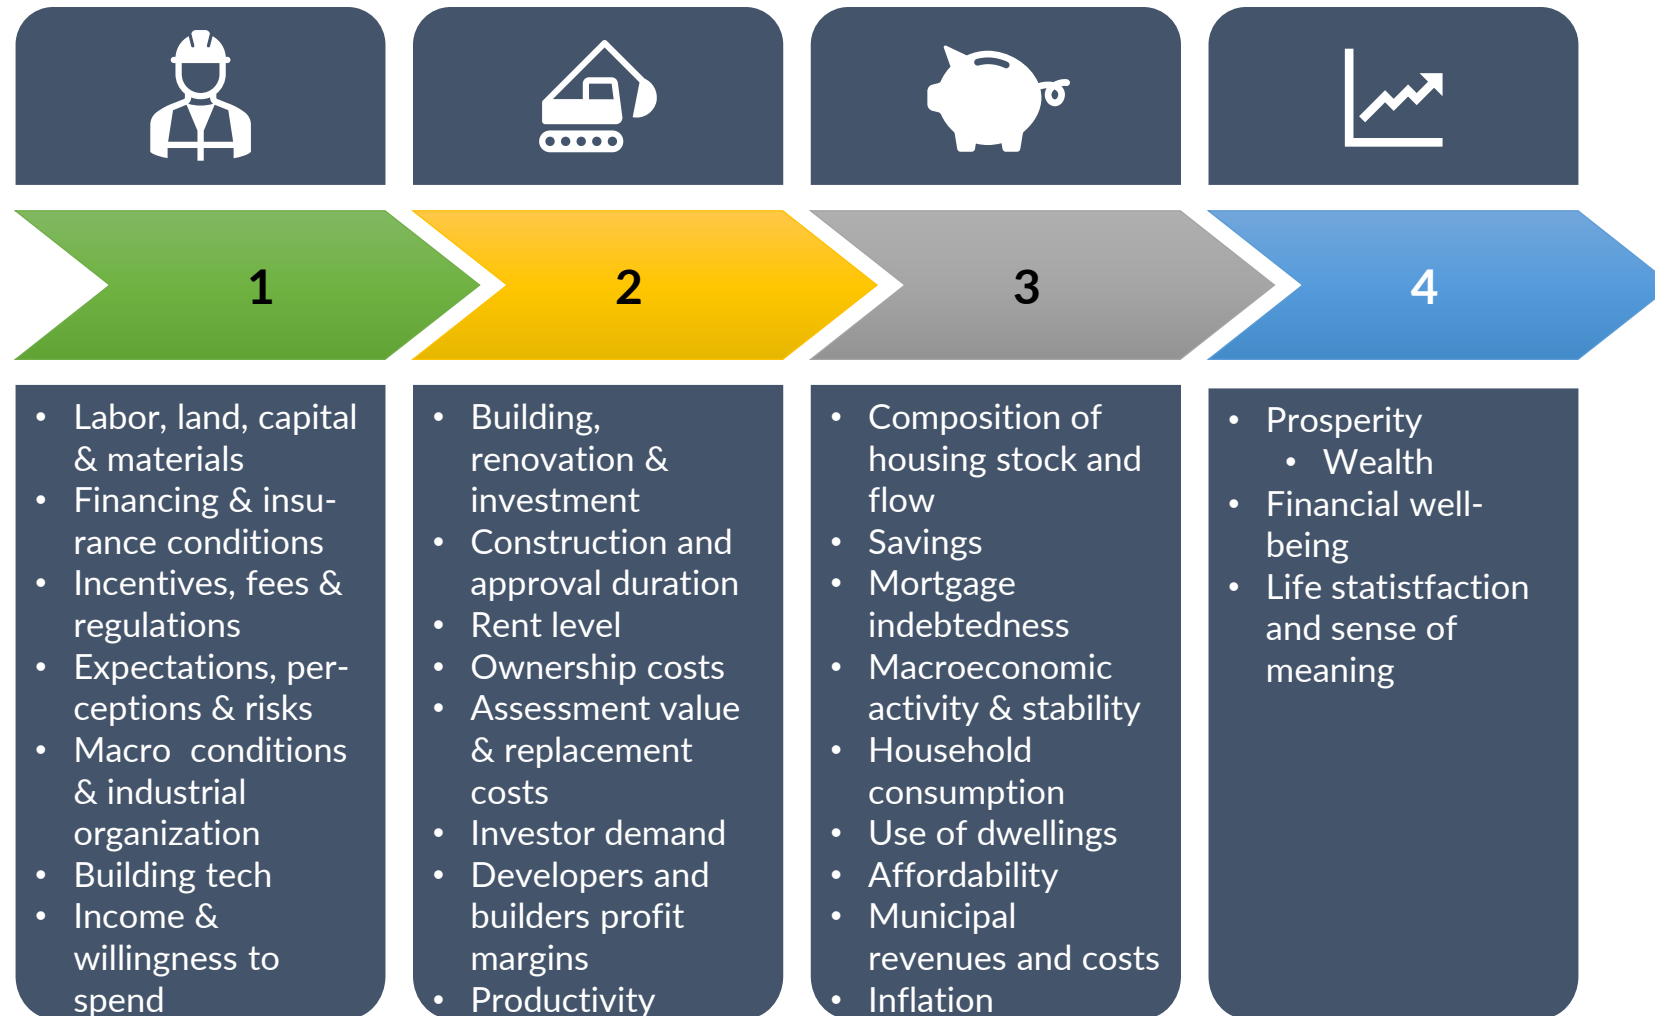 1
2
3
4
• Labor, land, capital
& materials
• Financing & insu-
rance conditions
• Incentives, fees &
regulations
• Expectations, per-
ceptions & risks
• Macro  conditions
& industrial
organization
• Building tech
• Income &
willingness to
spend
• Building,
renovation &
investment
• Construction and
approval duration
• Rent level
• Ownership costs
• Assessment value
& replacement
costs
• Investor demand
• Developers and
builders profit
margins
• Productivity
• Composition of
housing stock and
flow
• Savings
• Mortgage
indebtedness
• Macroeconomic
activity & stability
• Household
consumption
• Use of dwellings
• Affordability
• Municipal
revenues and costs
• Inflation
• Prosperity
• Wealth
• Financial well-
being
• Life statistfaction
and sense of
meaning